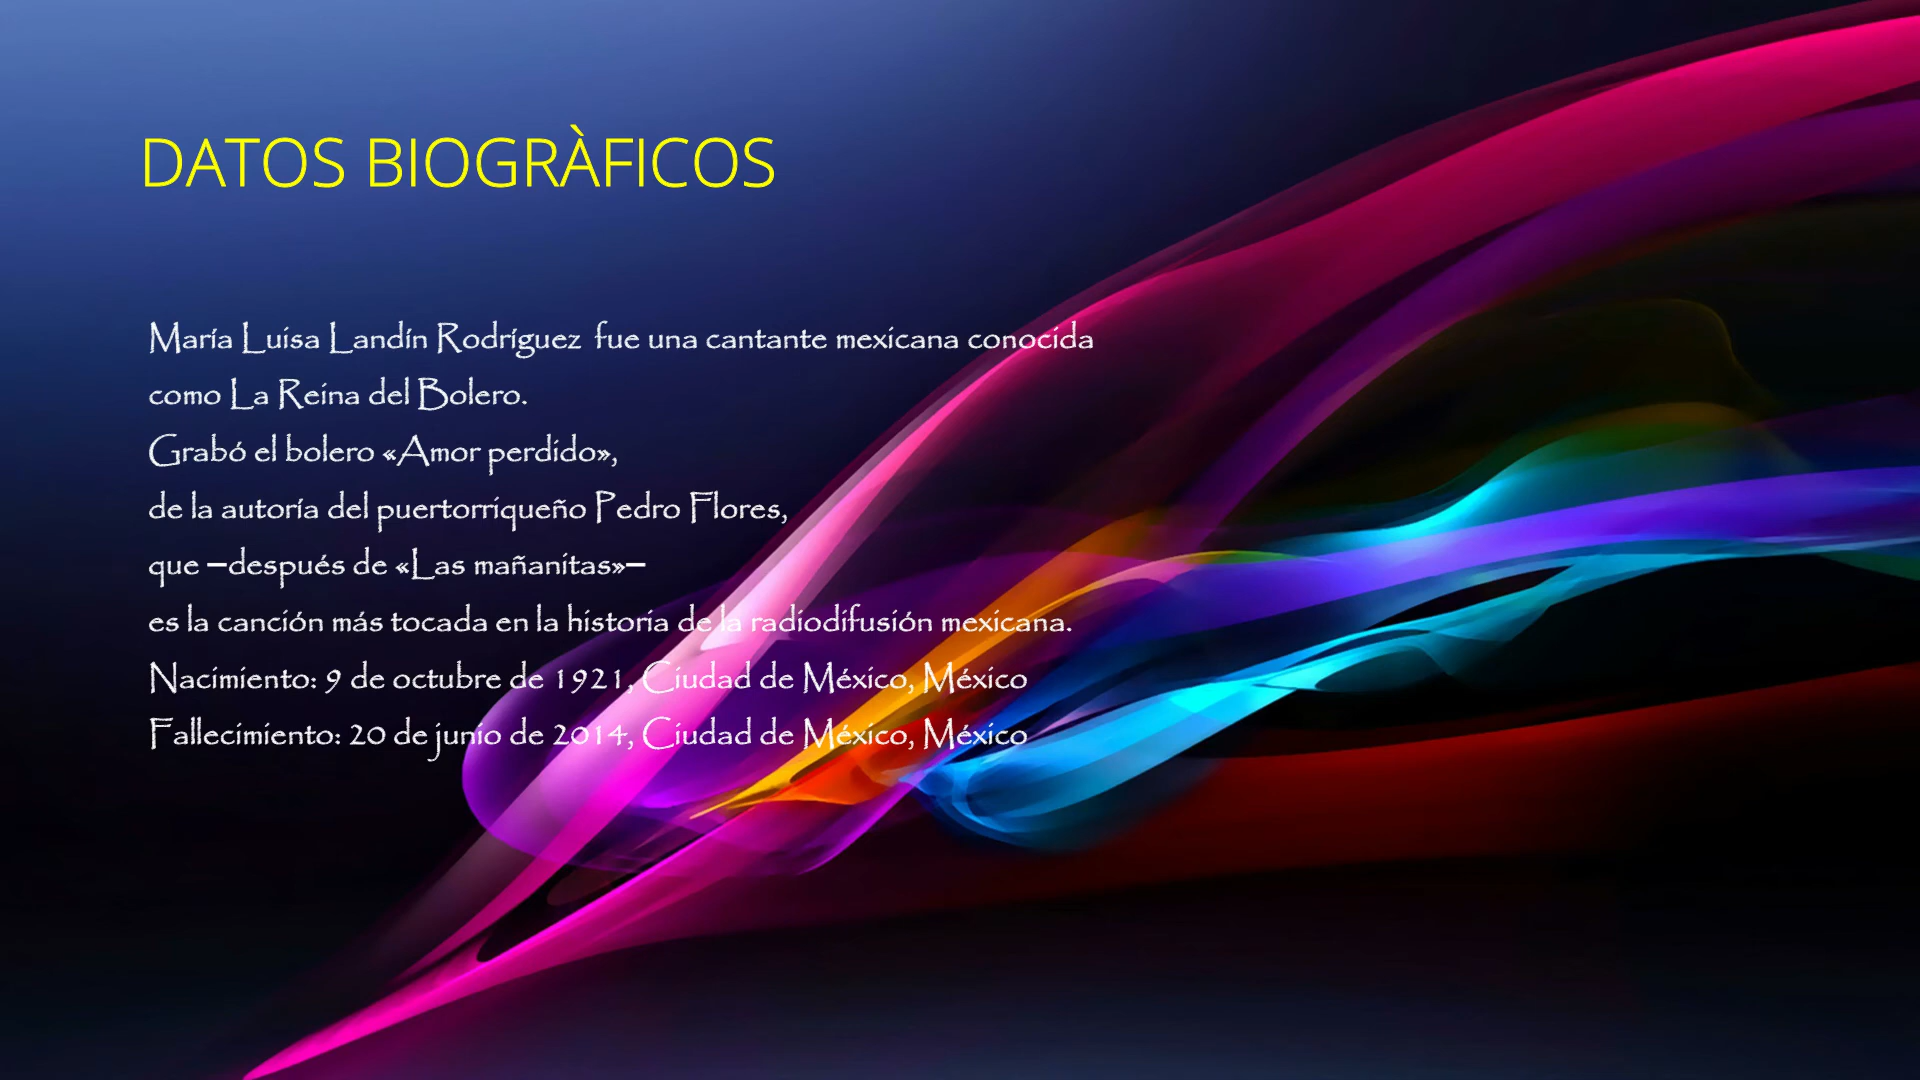 DATOS BIOGRÀFICOS
María Luisa Landín Rodríguez fue una cantante mexicana conocida
como La Reina del Bolero.
Grabó el bolero «Amor perdido»,
de la autoría del puertorriqueño Pedro Flores,
que —después de «Las mañanitas»—
es la canción más tocada en la historia de la radiodifusión mexicana.
Nacimiento: 9 de octubre de 1921, Ciudad de México, México
Fallecimiento: 20 de junio de 2014, Ciudad de México, México